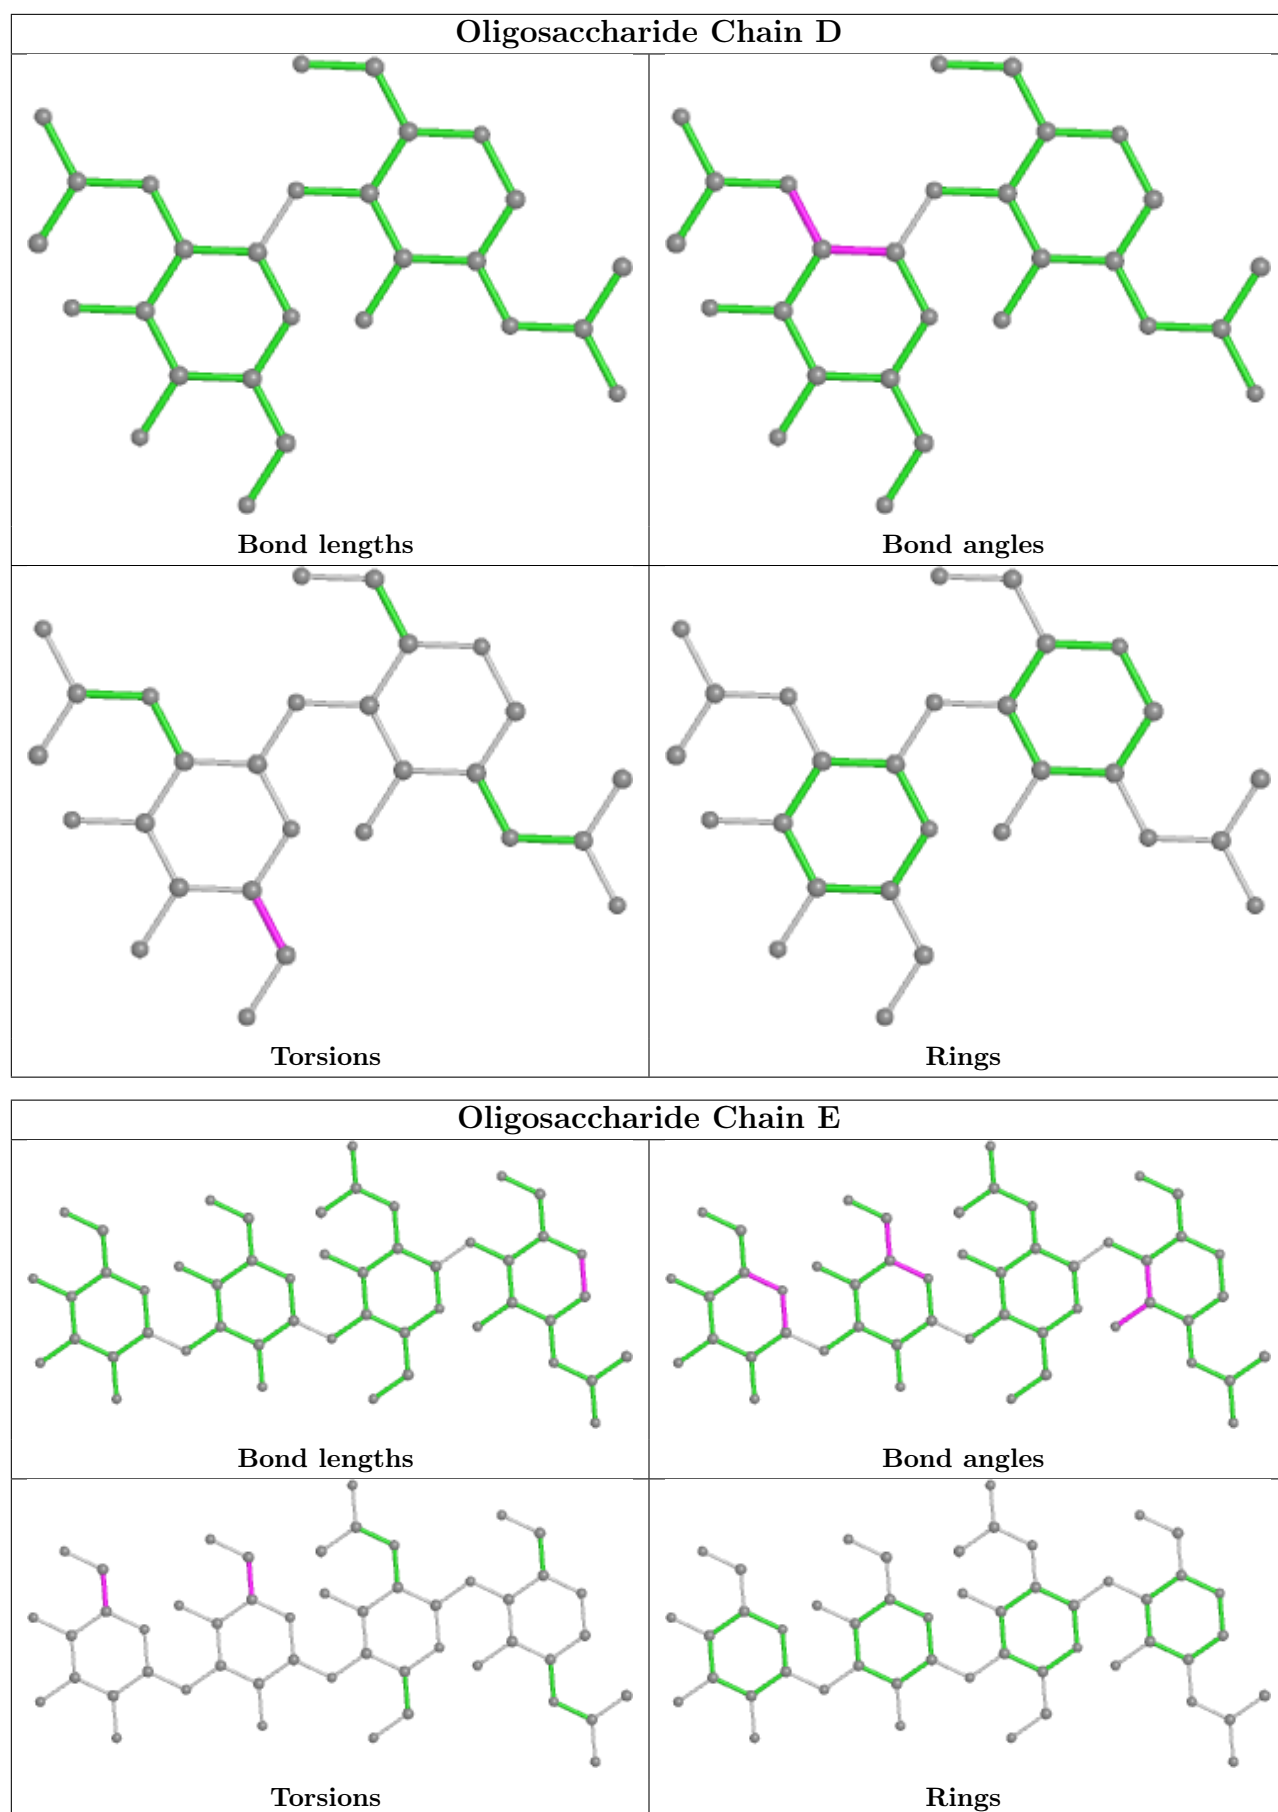 Oligosaccharide Chain D
Bond lengths
Bond angles
Torsions
Rings
Oligosaccharide Chain E
Bond lengths
Bond angles
Torsions
Rings